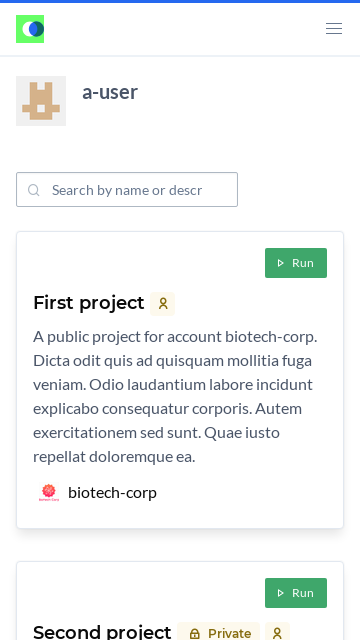 a-user
Search by name or descr
Run
First project
A public project for account biotech-corp.
Dicta odit quis ad quisquam mollitia fuga
veniam. Odio laudantium labore incidunt
explicabo consequatur corporis. Autem
exercitationem sed sunt. Quae iusto
repellat doloremque ea.
biotech-corp
Run
Second project Private